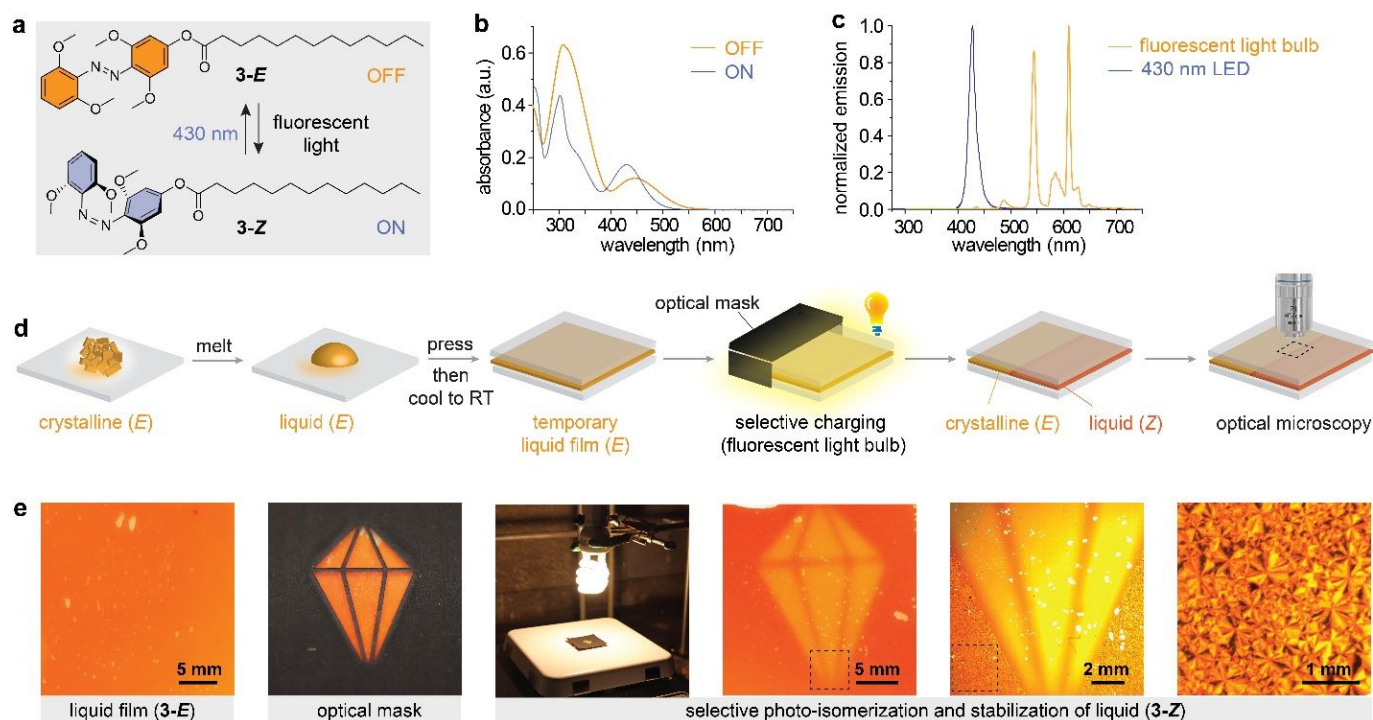 a
3-E
OFF
430 nm
fluorescent
light
3-Z
ON
O
O
O
O
O
O
N
N
O
O
O
O
O
O
N
N
b
OFF
ON
absorbance (a.u.)
0.6
0.4
0.2
0.0
300 400 500 600 700
wavelength (nm)
c
fluorescent light bulb
430 nm LED
normalized emission
1.0
0.8
0.6
0.4
0.2
0.0
300 400 500 600 700
wavelength (nm)
d
crystalline (E)
melt
liquid (E)
press
then
cool to RT
temporary
liquid film (E)
optical mask
selective charging
(fluorescent light bulb)
crystalline (E)
liquid (Z)
optical microscopy
e
5 mm
5 mm
2 mm
1 mm
liquid film (3-E)
optical mask
selective photo-isomerization and stabilization of liquid (3-Z)